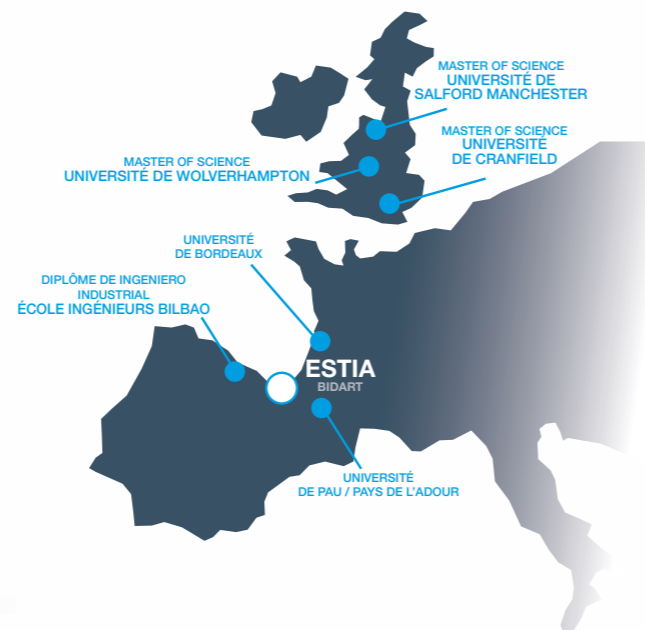 MASTER OF SCIENCE
UNIVERSITÉ DE
SALFORD MANCHESTER
MASTER OF SCIENCE
UNIVERSITÉ
DE CRANFIELD
MASTER OF SCIENCE
UNIVERSITÉ DE WOLVERHAMPTON
UNIVERSITÉ
DE BORDEAUX
DIPLÔME DE INGENIERO
INDUSTRIAL
ÉCOLE INGÉNIEURS BILBAO
ESTIA
BIDART
UNIVERSITÉ
DE PAU / PAYS DE L'ADOUR